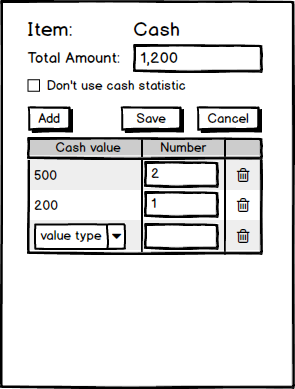 Item: Cash
Total Amount: 1,200
Don't use cash statistic
Add Save Cancel
Cash value Number
500 2
200 1
value type